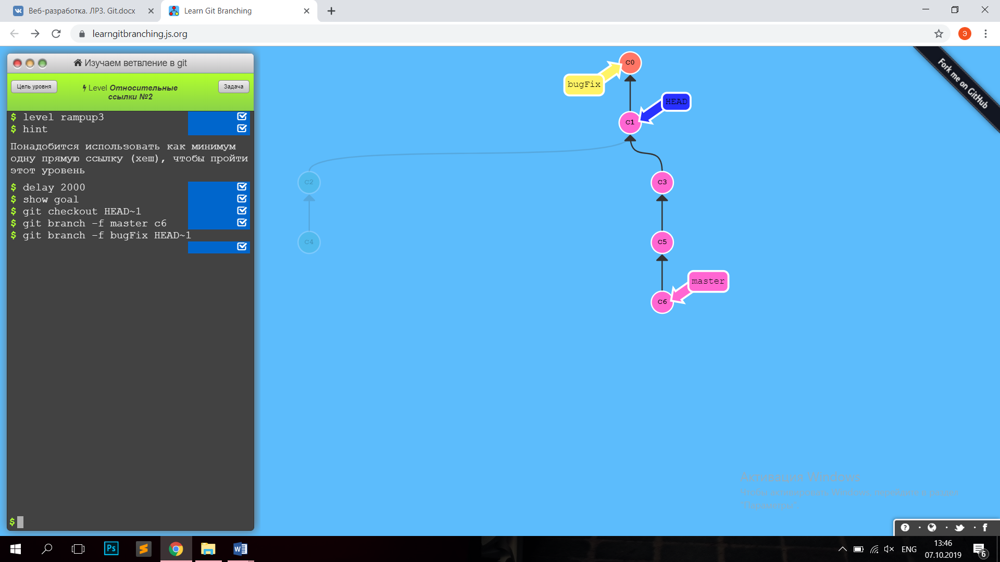 Веб-разработка. ЛР3. Git.docx
Learn Git Branching
learngitbranching.js.org
Э
Изучаем ветвление в git
Цель уровня
Level Относительные
ссылки №2
Задача
$ level rampup3
$ hint
Понадобится использовать как минимум
одну прямую ссылку (хеш), чтобы пройти
этот уровень
$ delay 2000
$ show goal
$ git checkout HEAD~1
$ git branch -f master c6
$ git branch -f bugFix HEAD~1
$
c0
bugFix
HEAD
c1
c2
c3
c4
c5
master
c6
Fork me on GitHub
Активация Windows
Чтобы активировать Windows, перейдите в раздел
"Параметры".
Ps
ENG
13:46
07.10.2019
6